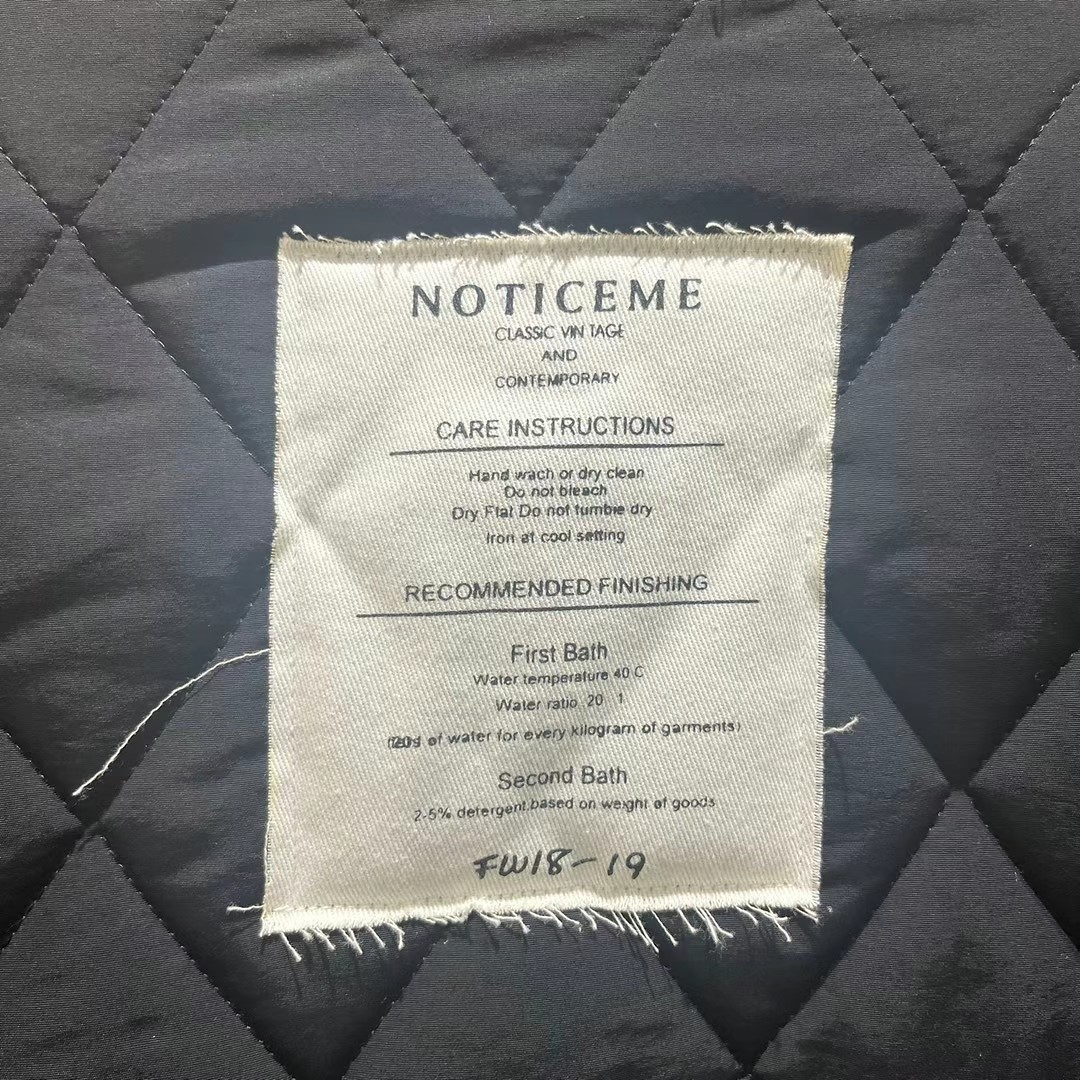 NOTICEME
CLASSIC VIN TAGE
AND
CONTEMPORARY
CARE INSTRUCTIONS
Hand wach or dry clean
Do not bleach
Dry Flat Do not tumbie dry
Iron at cool setting
RECOMMENDED FINISHING
First Bath
Water temperature 40 C
Water ratio 20 1
of water for every kilogram of garments)
Second Bath
2-5% detergent.based on weight of goods
FW18-19